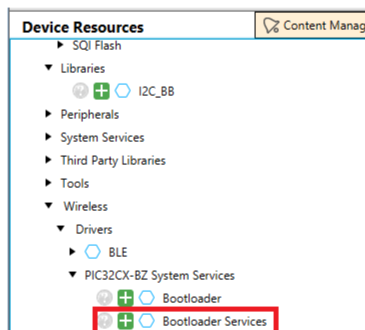 Device Resources
Content Manag
SQI Flash
Libraries
I2C_BB
Peripherals
System Services
Third Party Libraries
Tools
Wireless
Drivers
BLE
PIC32CX-BZ System Services
Bootloader
Bootloader Services